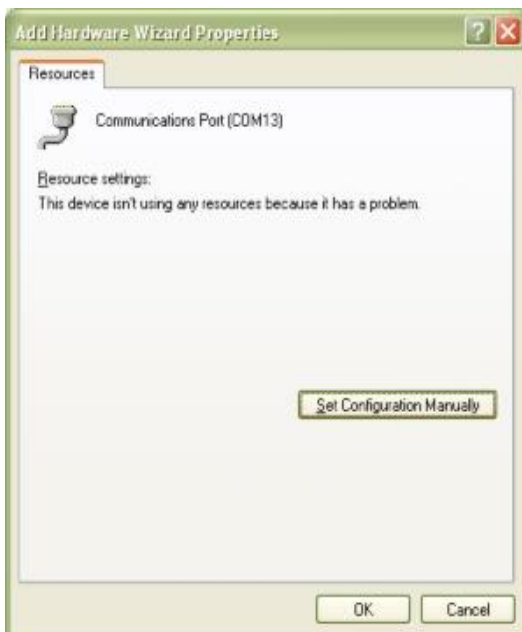 Add Hardware Wizard Properties
Resources
Communications Port (COM13)
Resource settings:
This device isn't using any resources because it has a problem.
Set Configuration Manually
OK
Cancel